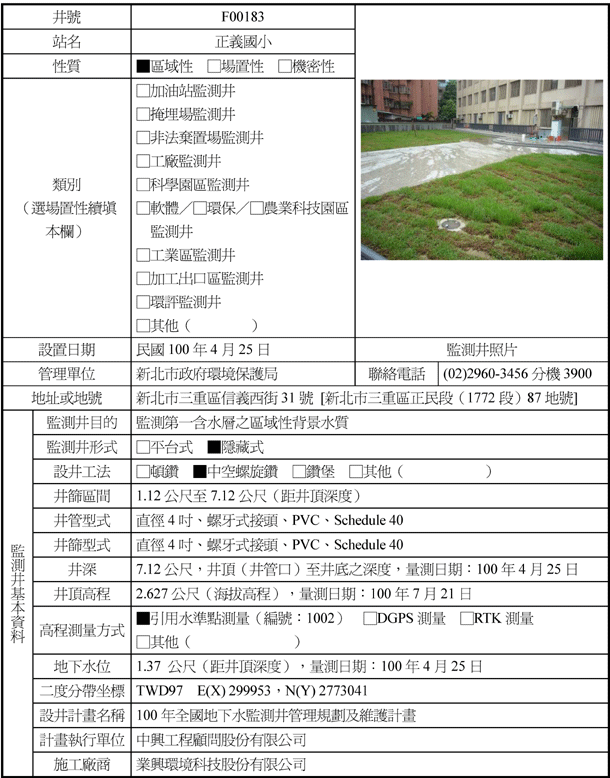 井號 F00183
站名 正義國小
性質 ■區域性 □場置性 □機密性
類別
（選場置性續填
本欄）
□加油站監測井
□掩埋場監測井
□非法棄置場監測井
□工廠監測井
□科學園區監測井
□軟體／□環保／□農業科技園區
監測井
□工業區監測井
□加工出口區監測井
□環評監測井
□其他（ ）
設置日期 民國 100 年 4 月 25 日 監測井照片
管理單位 新北市政府環境保護局 聯絡電話 (02)2960-3456 分機 3900
地址或地號 新北市三重區信義西街 31 號 [新北市三重區正民段（1772 段）87 地號]
監測井基本資料
監測井目的 監測第一含水層之區域性背景水質
監測井形式 □平台式 ■隱藏式
設井工法 □頓鑽 ■中空螺旋鑽 □鑽堡 □其他（ ）
井篩區間 1.12 公尺至 7.12 公尺（距井頂深度）
井管型式 直徑 4 吋、螺牙式接頭、PVC、Schedule 40
井篩型式 直徑 4 吋、螺牙式接頭、PVC、Schedule 40
井深 7.12 公尺，井頂（井管口）至井底之深度，量測日期：100 年 4 月 25 日
井頂高程 2.627 公尺（海拔高程），量測日期：100 年 7 月 21 日
高程測量方式 ■引用水準點測量（編號：1002） □DGPS 測量 □RTK 測量
□其他（ ）
地下水位 1.37 公尺（距井頂深度），量測日期：100 年 4 月 25 日
二度分帶坐標 TWD97 E(X) 299953，N(Y) 2773041
設井計畫名稱 100 年全國地下水監測井管理規劃及維護計畫
計畫執行單位 中興工程顧問股份有限公司
施工廠商 業興環境科技股份有限公司